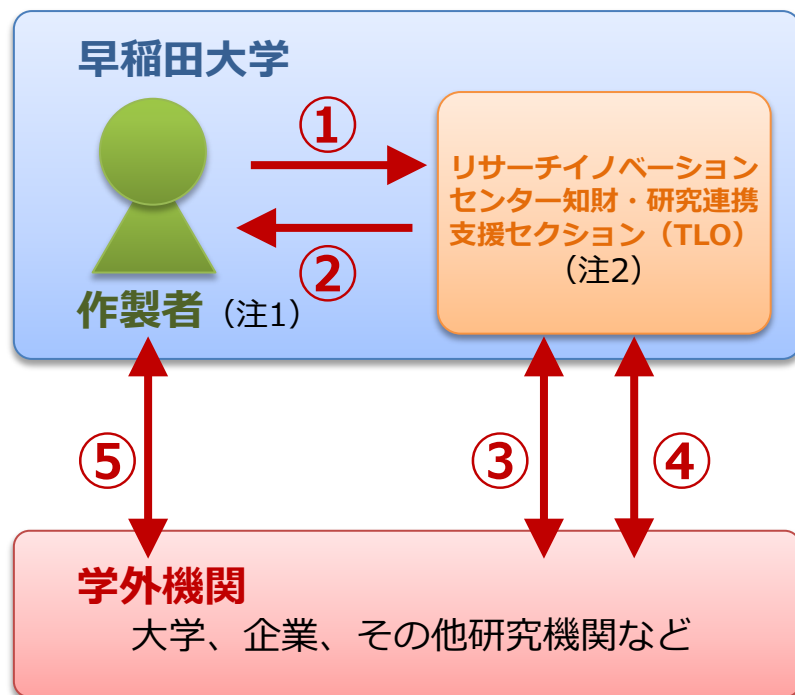 早稲田大学
①
リサーチイノベーション
センター知財・研究連携
支援セクション（TLO）
（注2）
②
作製者（注1）
⑤
③
④
学外機関
大学、企業、その他研究機関など